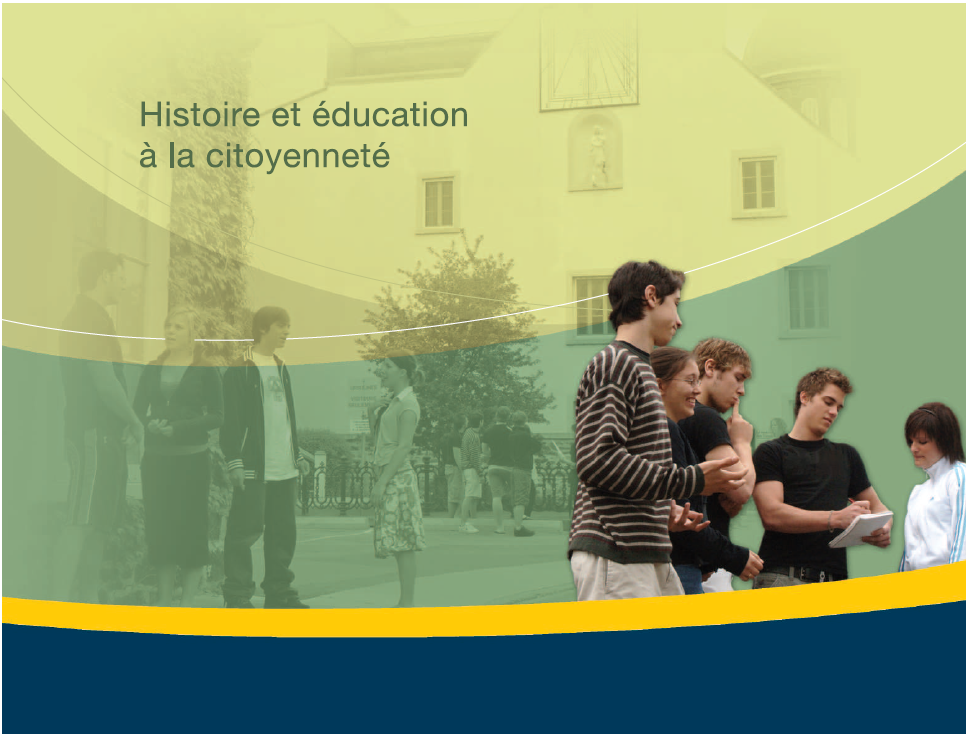 Histoire et éducation
à la citoyenneté